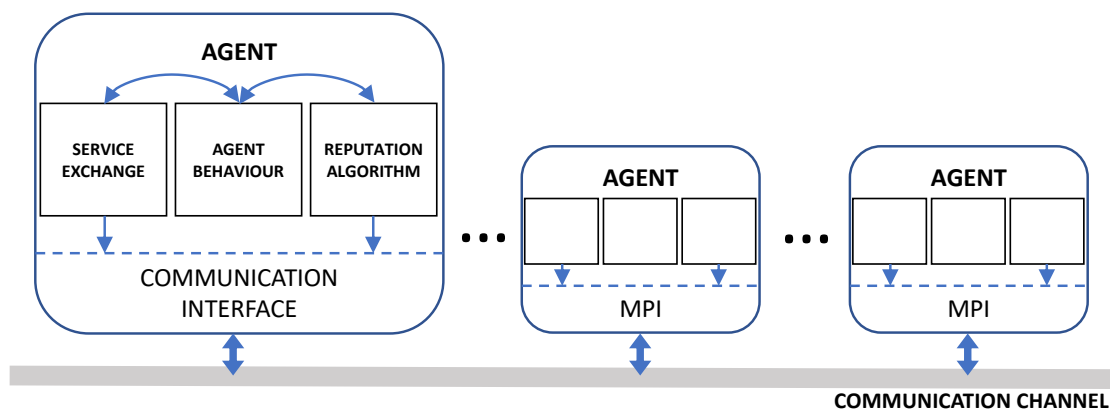 AGENT
SERVICE
EXCHANGE
AGENT
BEHAVIOUR
REPUTATION
ALGORITHM
COMMUNICATION
INTERFACE
...
AGENT
MPI
...
AGENT
MPI
COMMUNICATION CHANNEL